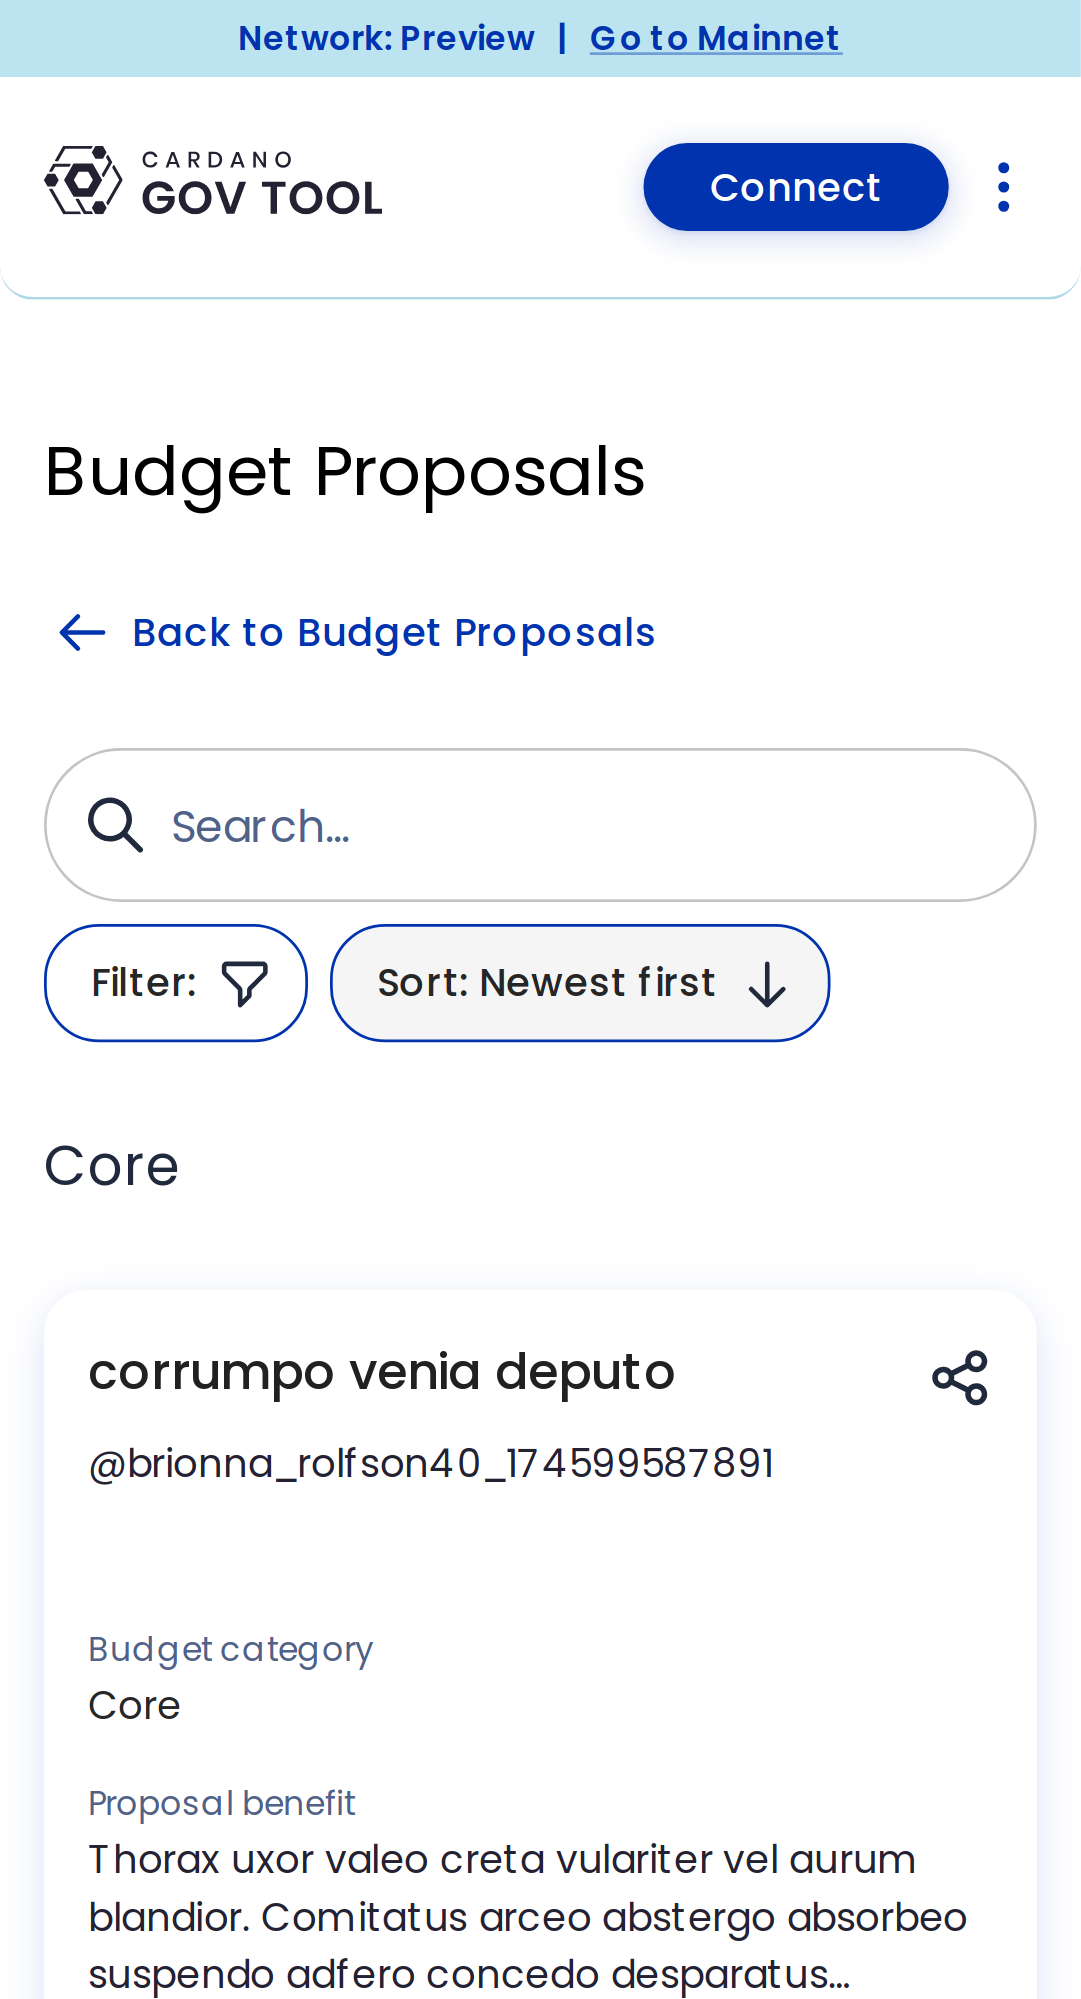 Network: Preview | Go to Mainnet
CARDANO
GOV TOOL
Connect
Budget Proposals
Back to Budget Proposals
Search...
Filter:
Sort: Newest first
Core
corrumpo venia deputo
@brionna_rolfson40_174599587891
Budget category
Core
Proposal benefit
Thorax uxor valeo creta vulariter vel aurum
blandior. Comitatus arceo abstergo absorbeo
suspendo adfero concedo desparatus...